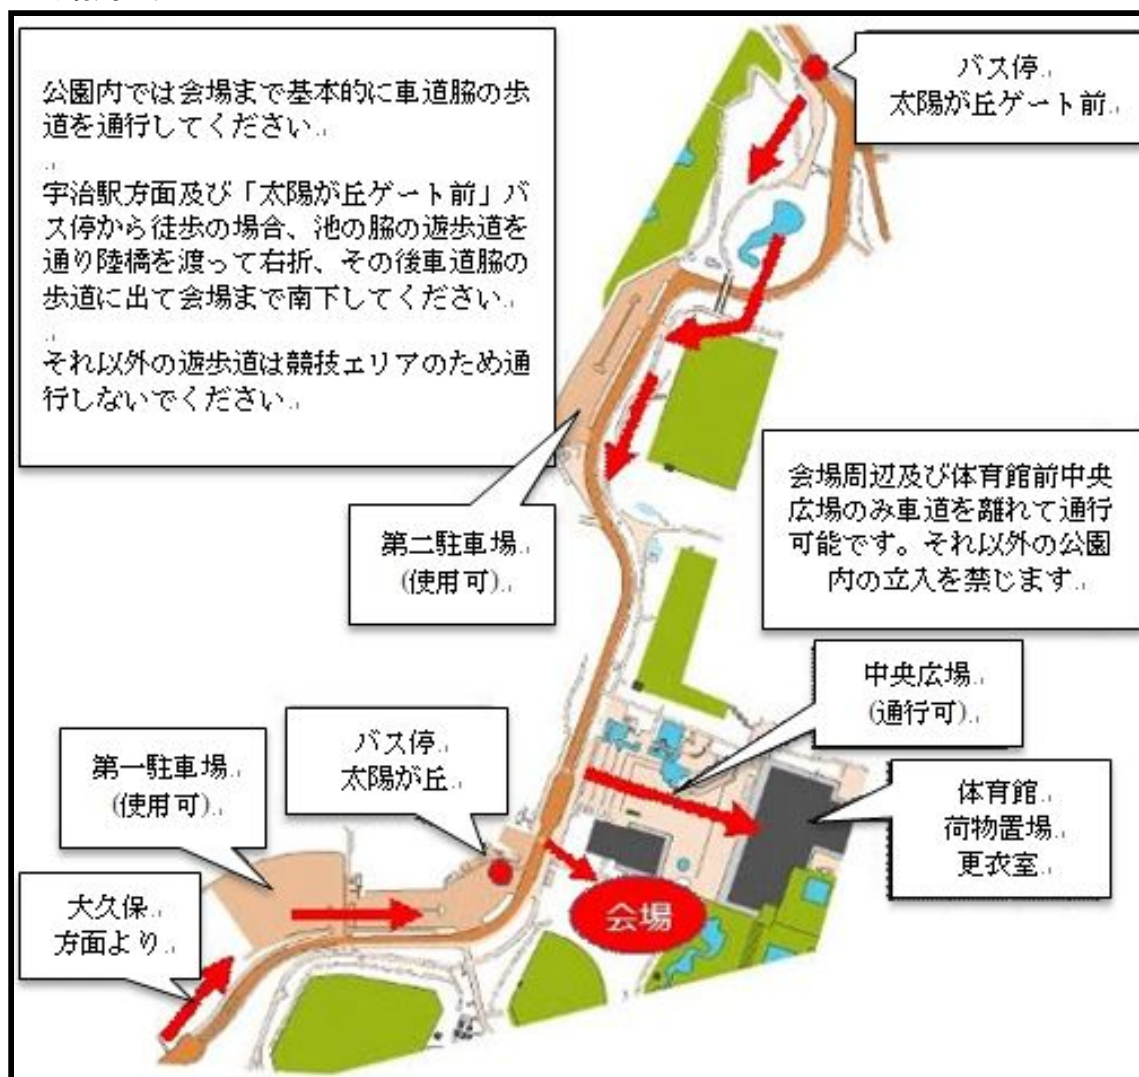 公園内では会場まで基本的に車道脇の歩
道を通行してください。
宇治駅方面及び「太陽が丘ゲート前」バ
ス停から徒歩の場合、池の脇の遊歩道を
通り陸橋を渡って右折、その後車道脇の
歩道に出て会場まで南下してください。
それ以外の遊歩道は競技エリアのため通
行しないでください。
バス停
太陽が丘ゲート前
会場周辺及び体育館前中央
広場のみ車道を離れて通行
可能です。それ以外の公園
内の立入を禁じます。
第二駐車場
(使用可)
中央広場
(通行可)
バス停
太陽が丘
第一駐車場
(使用可)
体育館
荷物置場
更衣室
大久保
方面より
会場